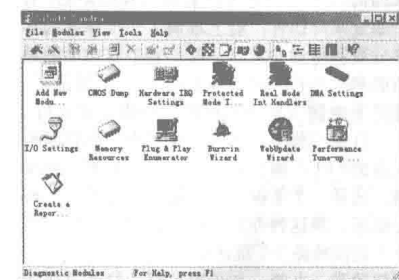 SiSoft Sandra
File Modules View Tools Help
Add New Modu...
CMOS Dump
Hardware IRQ Settings
Protected Mode I...
Real Mode Int Handlers
DMA Settings
I/O Settings
Memory Resources
Plug & Play Enumerator
Burn-in Wizard
WebUpdate Wizard
Performance Tune-up ...
Create a Repor...
Diagnostic Modules
For Help, press F1